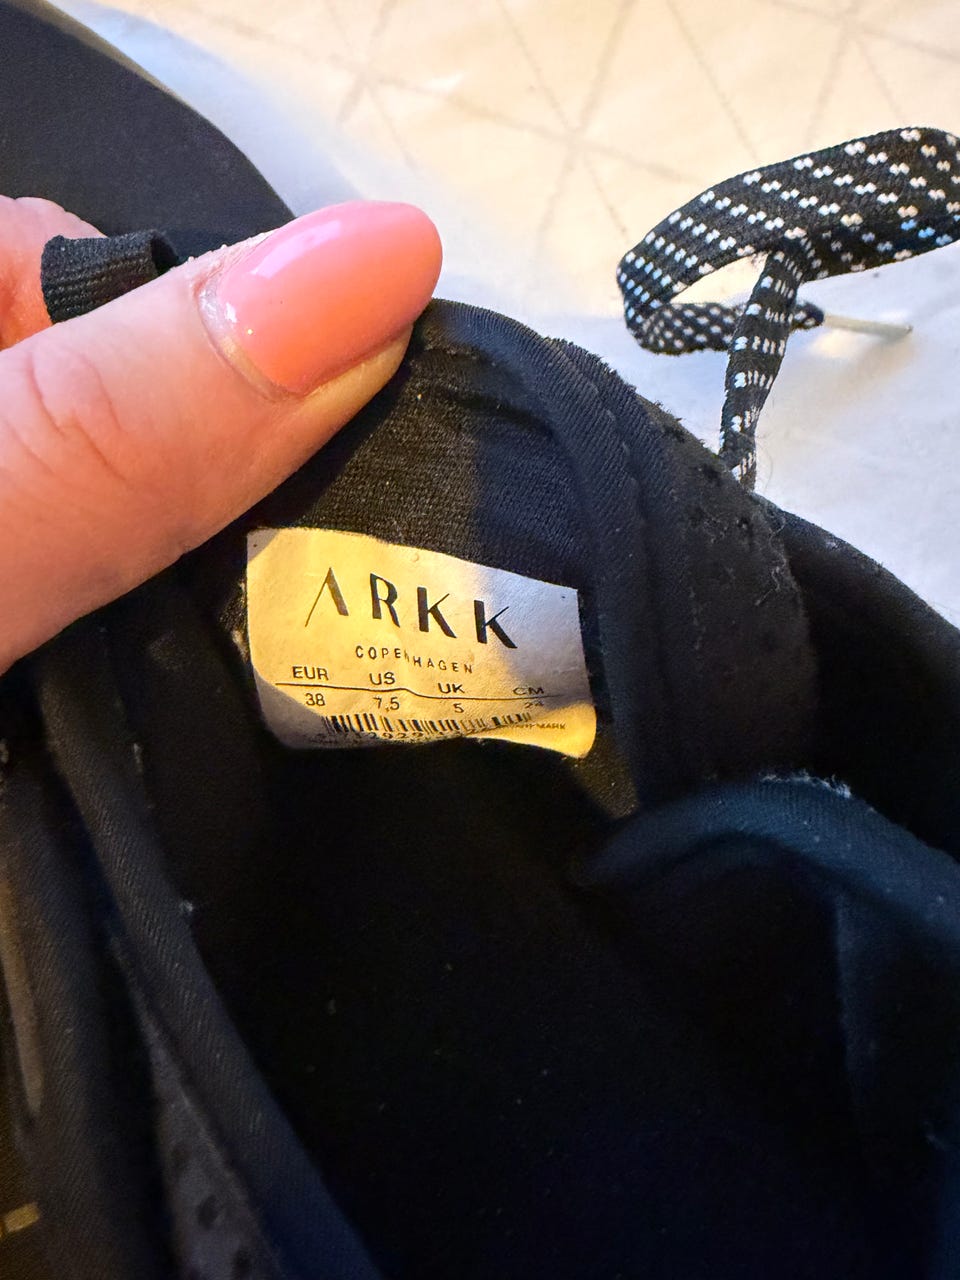 ARKK
COPENHAGEN
EUR US UK CM
38 7,5 5 24